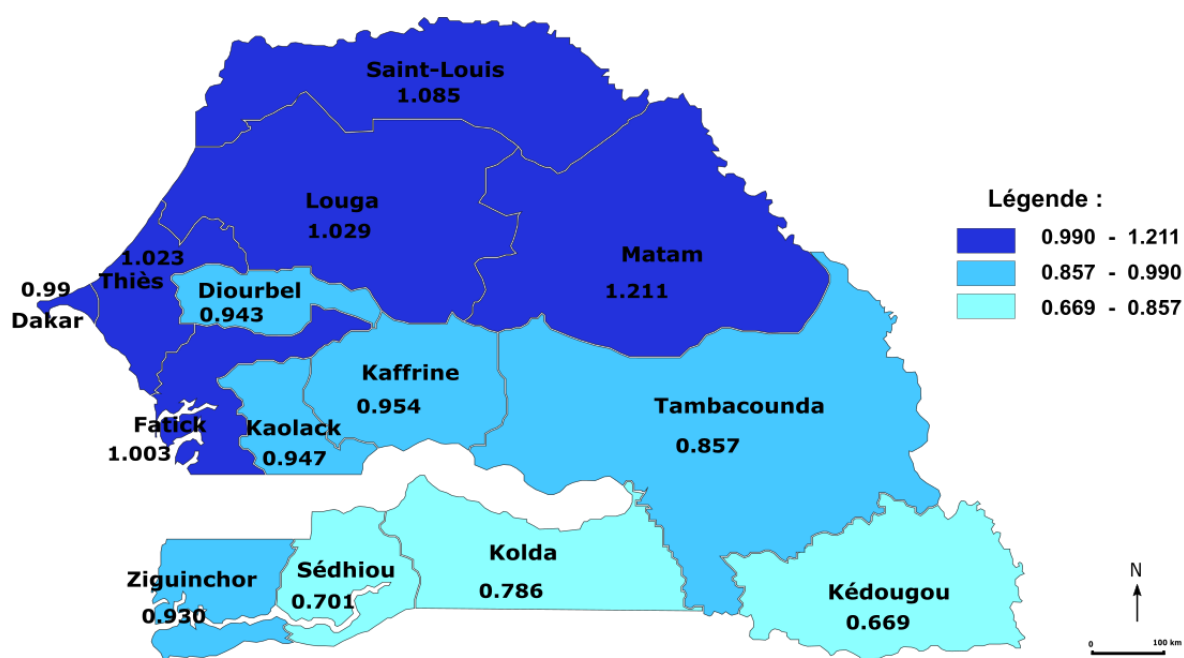 Saint-Louis
1.085
Louga
1.029
Matam
1.211
1.023
Thiès
0.99
Dakar
Diourbel
0.943
Kaffrine
0.954
Tambacounda
0.857
Fatick
1.003
Kaolack
0.947
Kolda
0.786
Sédhiou
0.701
Ziguinchor
0.930
Kédougou
0.669
Légende :
0.990 - 1.211
0.857 - 0.990
0.669 - 0.857
N
0 100 km